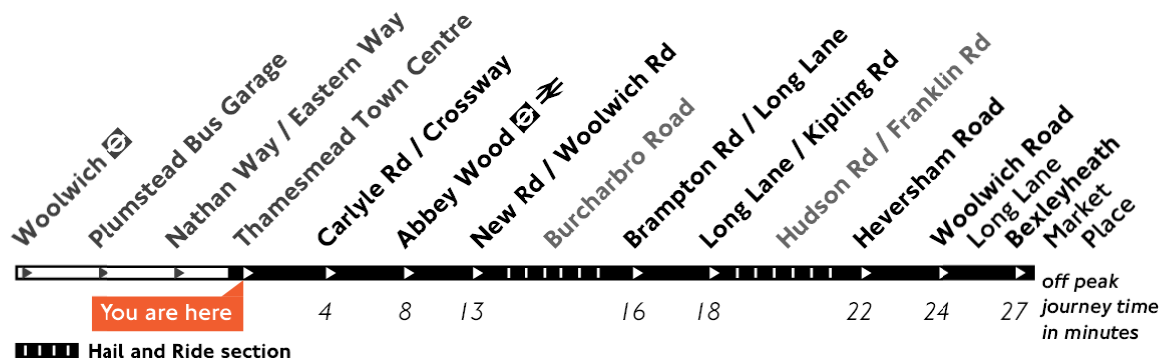 Woolwich
Plumstead Bus Garage
Nathan Way / Eastern Way
Thamesmead Town Centre
Carlyle Rd / Crossway
Abbey Wood
New Rd / Woolwich Rd
Burcharbro Road
Brampton Rd / Long Lane
Long Lane / Kipling Rd
Hudson Rd / Franklin Rd
Heversham Road
Woolwich Road
Long Lane
Bexleyheath
Market
Place
You are here
4 8 13 16 18 22 24 27
off peak
journey time
in minutes
Hail and Ride section